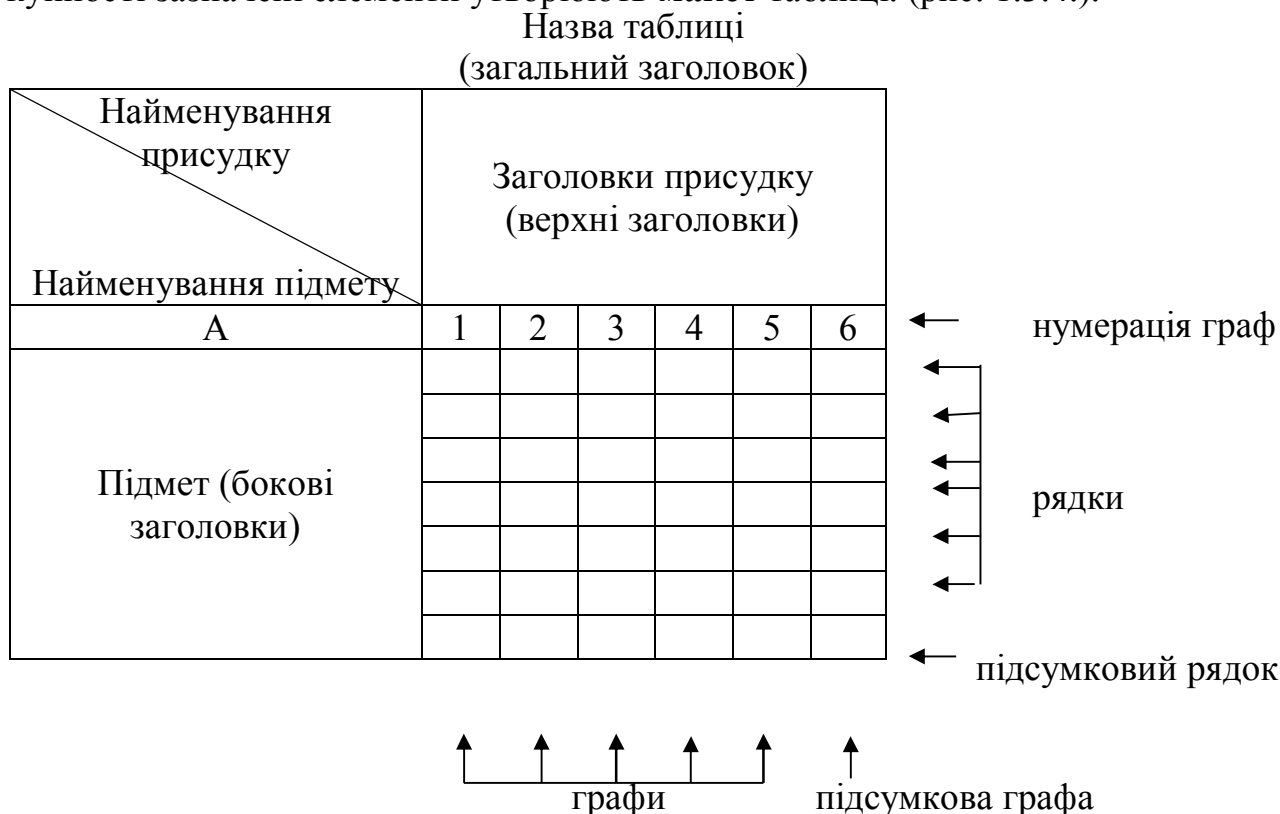 Назва таблиці
(загальний заголовок)
Найменування
присудку
Найменування підмету
Заголовки присудку
(верхні заголовки)
А 1 2 3 4 5 6
нумерація граф
Підмет (бокові
заголовки)
рядки
підсумковий рядок
графи
підсумкова графа